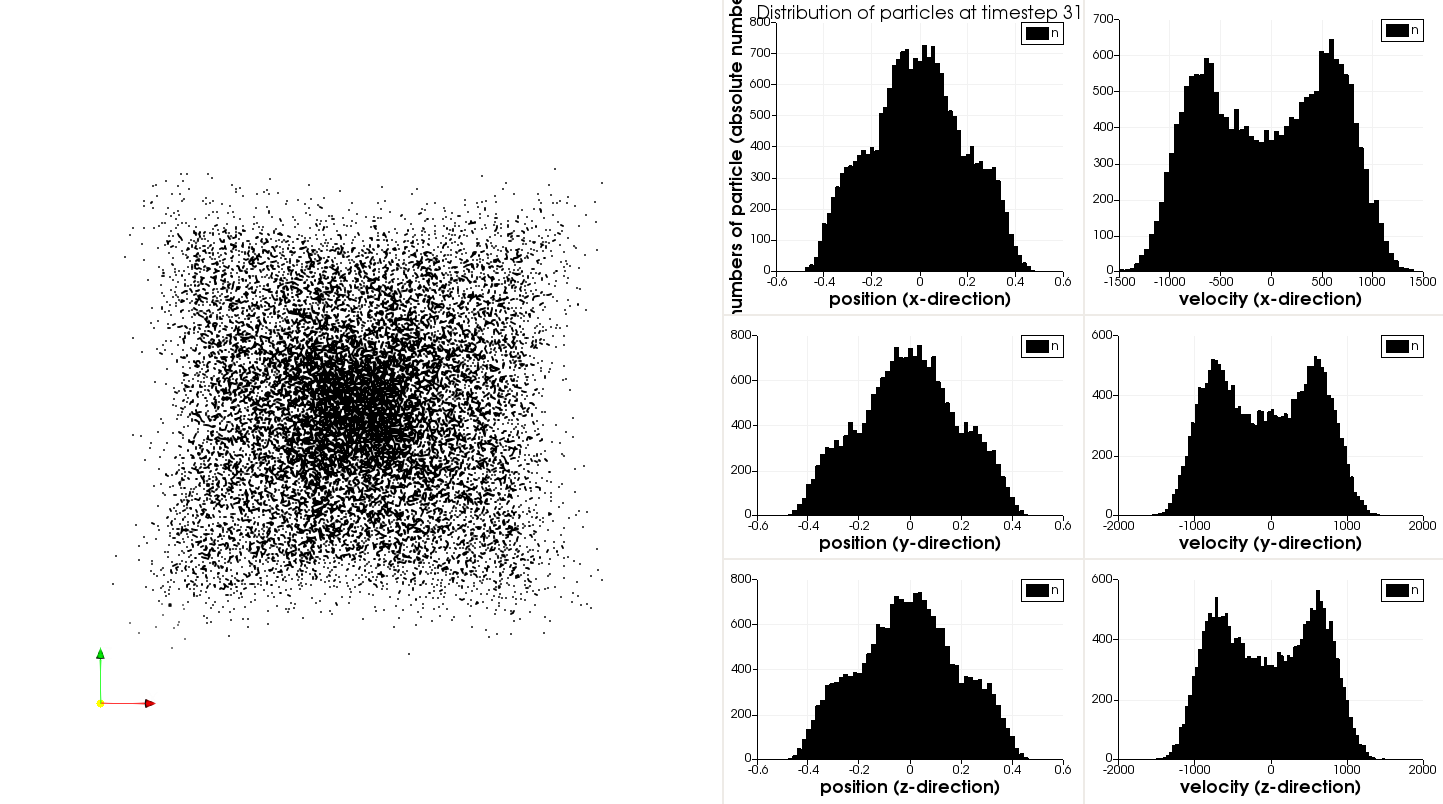 Distribution of particles at timestep 31
numbers of particle (absolute numbe
800
700
600
500
400
300
200
100
0
-0.6 -0.4 -0.2 0 0.2 0.4 0.6
position (x-direction)
n
700
600
500
400
300
200
100
0
-1500 -1000 -500 0 500 1000 1500
velocity (x-direction)
n
800
600
400
200
0
-0.6 -0.4 -0.2 0 0.2 0.4 0.6
position (y-direction)
n
600
400
200
0
-2000 -1000 0 1000 2000
velocity (y-direction)
n
800
600
400
200
0
-0.6 -0.4 -0.2 0 0.2 0.4 0.6
position (z-direction)
n
600
400
200
0
-2000 -1000 0 1000 2000
velocity (z-direction)
n